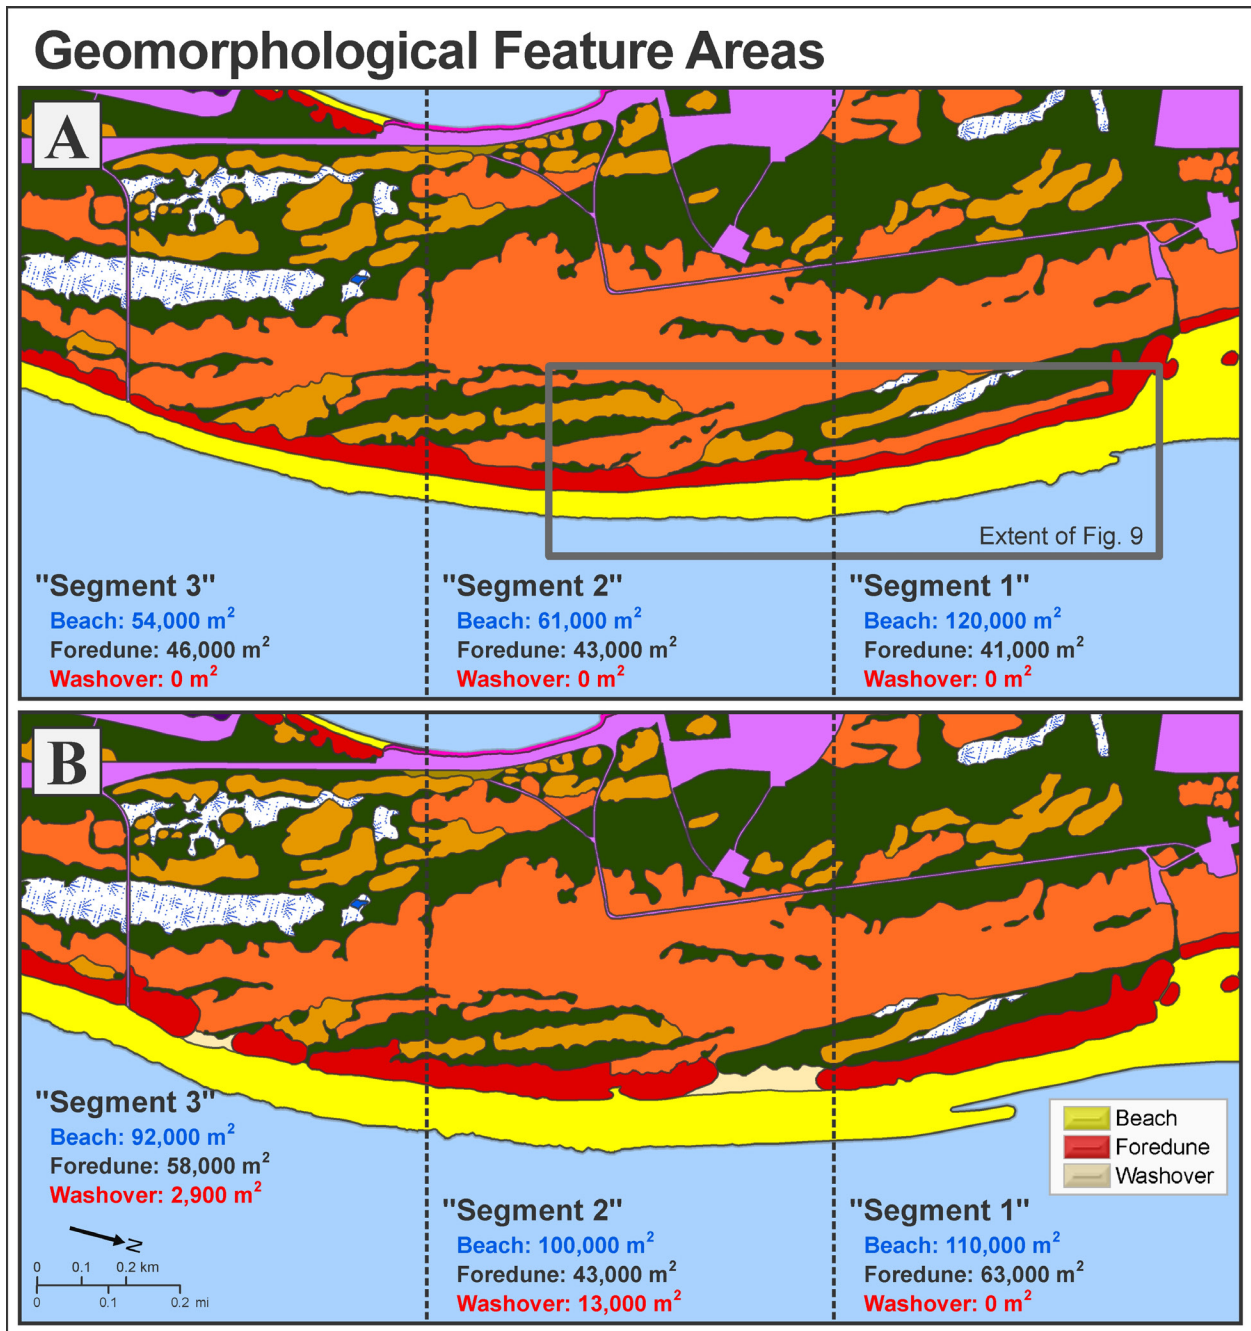 Geomorphological Feature Areas
A
Extent of Fig. 9
"Segment 3"
Beach: 54,000 m²
Foredune: 46,000 m²
Washover: 0 m²
"Segment 2"
Beach: 61,000 m²
Foredune: 43,000 m²
Washover: 0 m²
"Segment 1"
Beach: 120,000 m²
Foredune: 41,000 m²
Washover: 0 m²
B
"Segment 3"
Beach: 92,000 m²
Foredune: 58,000 m²
Washover: 2,900 m²
"Segment 2"
Beach: 100,000 m²
Foredune: 43,000 m²
Washover: 13,000 m²
"Segment 1"
Beach: 110,000 m²
Foredune: 63,000 m²
Washover: 0 m²
Beach
Foredune
Washover
N
0 0.1 0.2 km
0 0.1 0.2 mi